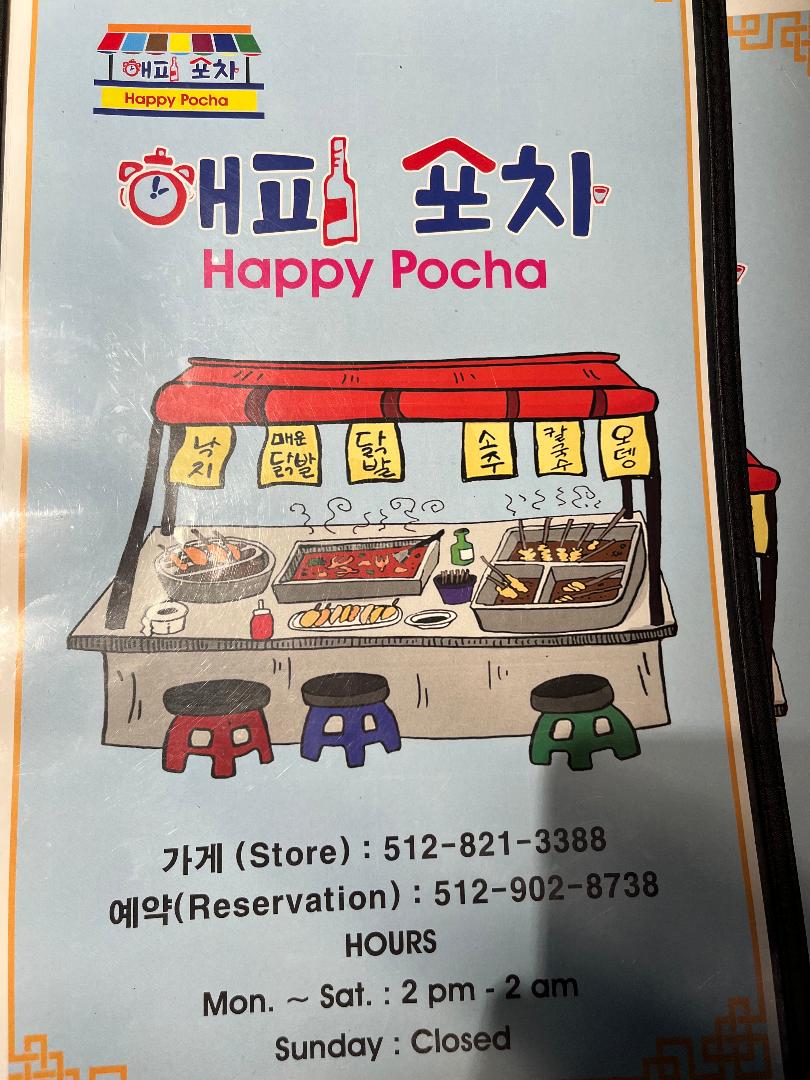 해피 포차
Happy Pocha
해피 포차
Happy Pocha
낙지
매운닭발
닭발
소주
칼국수
오뎅
가게 (Store) : 512-821-3388
예약(Reservation) : 512-902-8738
HOURS
Mon. ~ Sat. : 2 pm - 2 am
Sunday : Closed